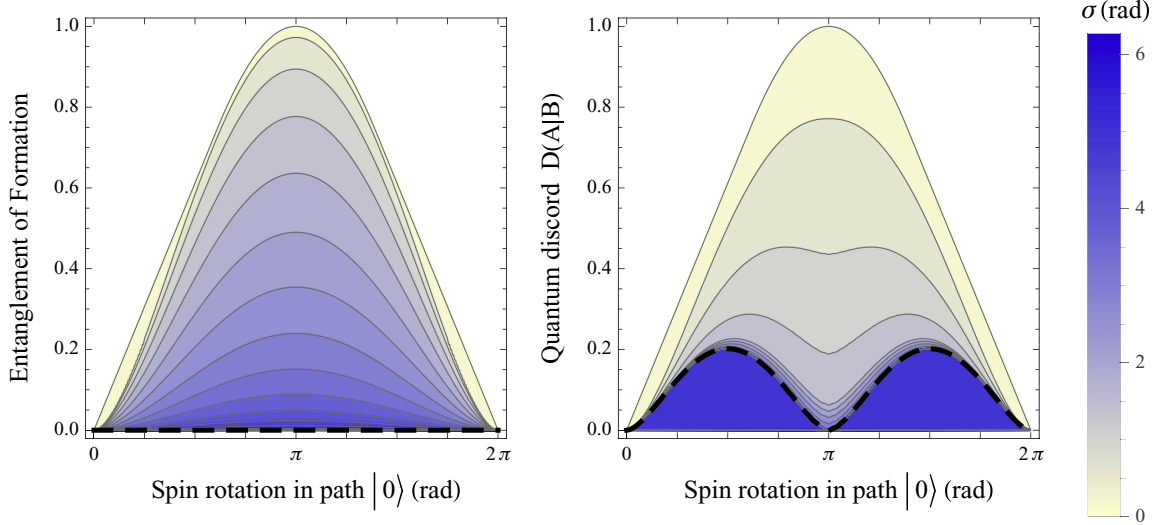 Entanglement of Formation
1.0
0.8
0.6
0.4
0.2
0.0
0
π
2 π
Spin rotation in path |0⟩ (rad)
Quantum discord D(A|B)
1.0
0.8
0.6
0.4
0.2
0.0
0
π
2 π
Spin rotation in path |0⟩ (rad)
σ (rad)
6
4
2
0